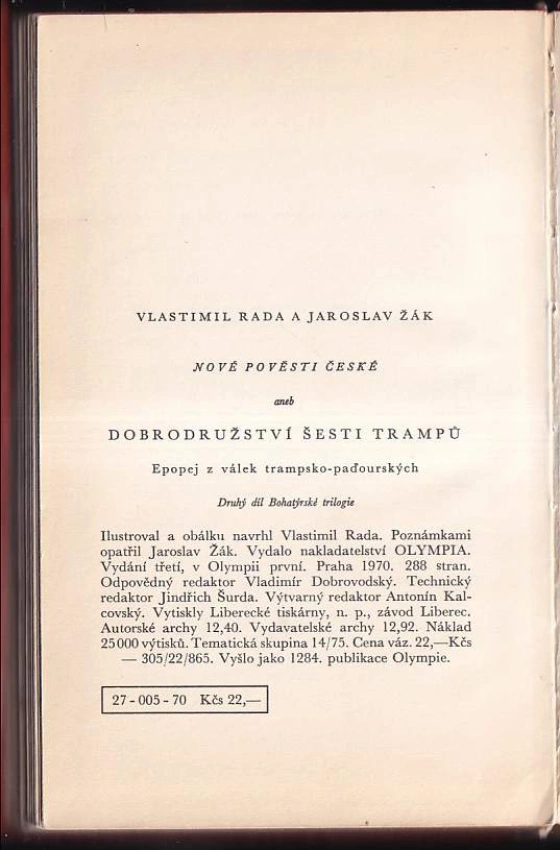 VLASTIMIL RADA A JAROSLAV ŽÁK
NOVÉ POVĚSTI ČESKÉ
aneb
DOBRODRUŽSTVÍ ŠESTI TRAMPŮ
Epopej z válek trampsko-paďourských
Druhý díl Bohatýrské trilogie
Ilustroval a obálku navrhl Vlastimil Rada. Poznámkami
opatřil Jaroslav Žák. Vydalo nakladatelství OLYMPIA.
Vydání třetí, v Olympii první. Praha 1970. 288 stran.
Odpovědný redaktor Vladimír Dobrovodský. Technický
redaktor Jindřich Šurda. Výtvarný redaktor Antonín Kal-
covský. Vytiskly Liberecké tiskárny, n. p., závod Liberec.
Autorské archy 12,40. Vydavatelské archy 12,92. Náklad
25 000 výtisků. Tematická skupina 14/75. Cena váz. 22,—Kčs
— 305/22/865. Vyšlo jako 1284. publikace Olympie.
27 - 005 - 70 Kčs 22,—